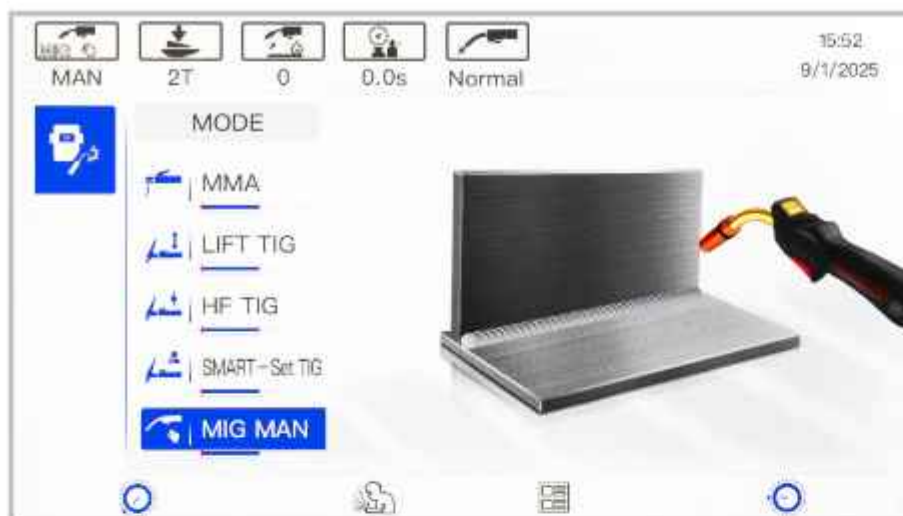 MAN
2T
0
0.0s
Normal
15:52
9/1/2025
MODE
MMA
LIFT TIG
HF TIG
SMART-Set TIG
MIG MAN